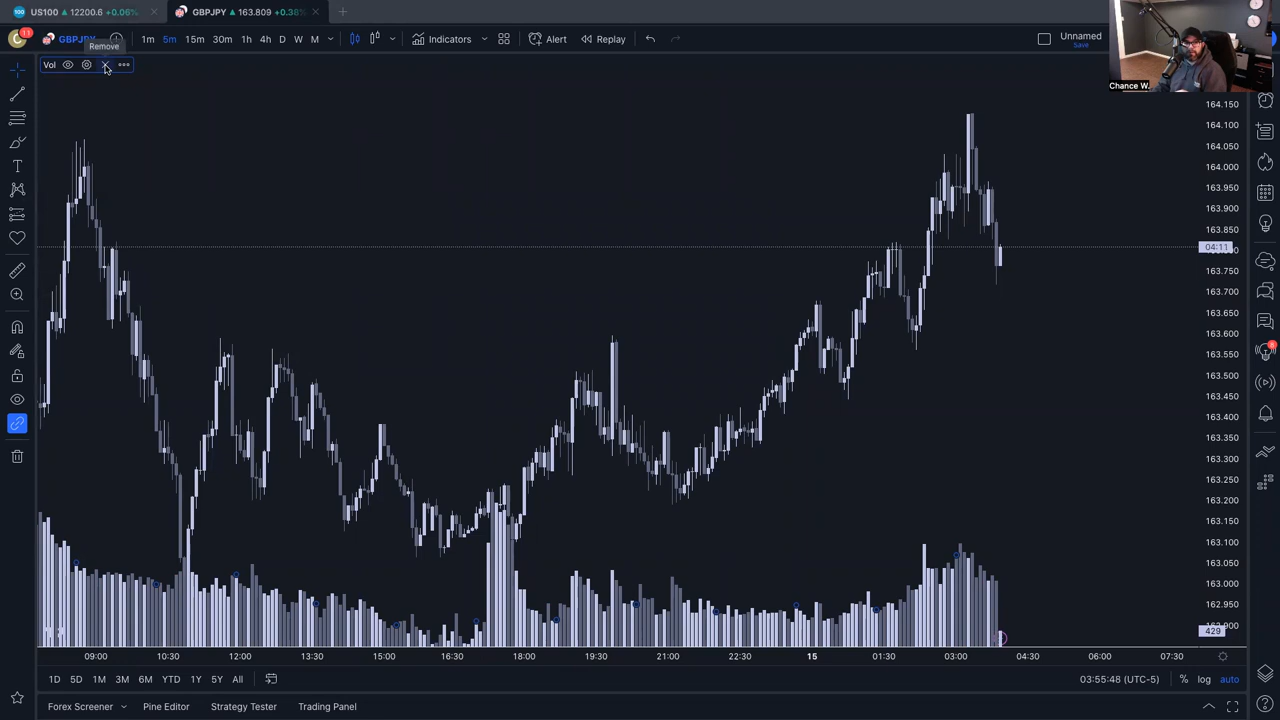 US100 12200.6 +0.06%
GBPJPY 163.809 +0.38%
11
GBPJPY
1m 5m 15m 30m 1h 4h D W M
Indicators
Alert
Replay
Unnamed
Save
Remove
Vol
Chance W.
164.150
164.100
164.050
164.000
163.950
163.900
163.850
04:11
163.750
163.700
163.650
163.600
163.550
163.500
163.450
163.400
163.350
163.300
163.250
163.200
163.150
163.100
163.050
163.000
162.950
429
8
09:00 10:30 12:00 13:30 15:00 16:30 18:00 19:30 21:00 22:30 15 01:30 03:00 04:30 06:00 07:30
1D 5D 1M 3M 6M YTD 1Y 5Y All
03:55:48 (UTC-5) % log auto
Forex Screener Pine Editor Strategy Tester Trading Panel